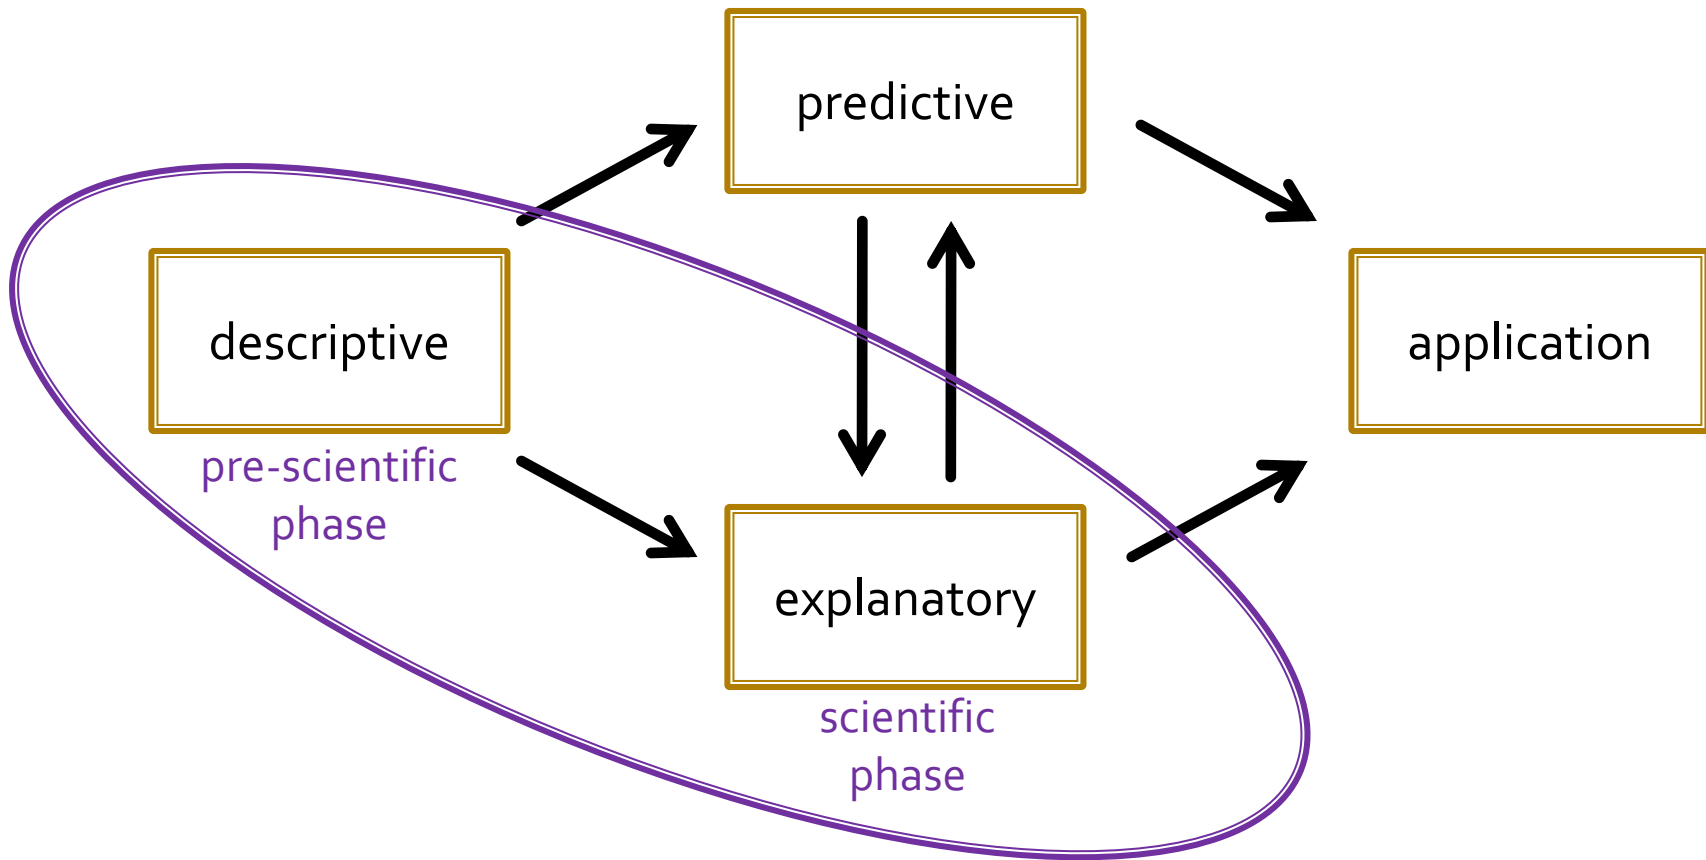 predictive
descriptive
application
pre-scientific
phase
explanatory
scientific
phase